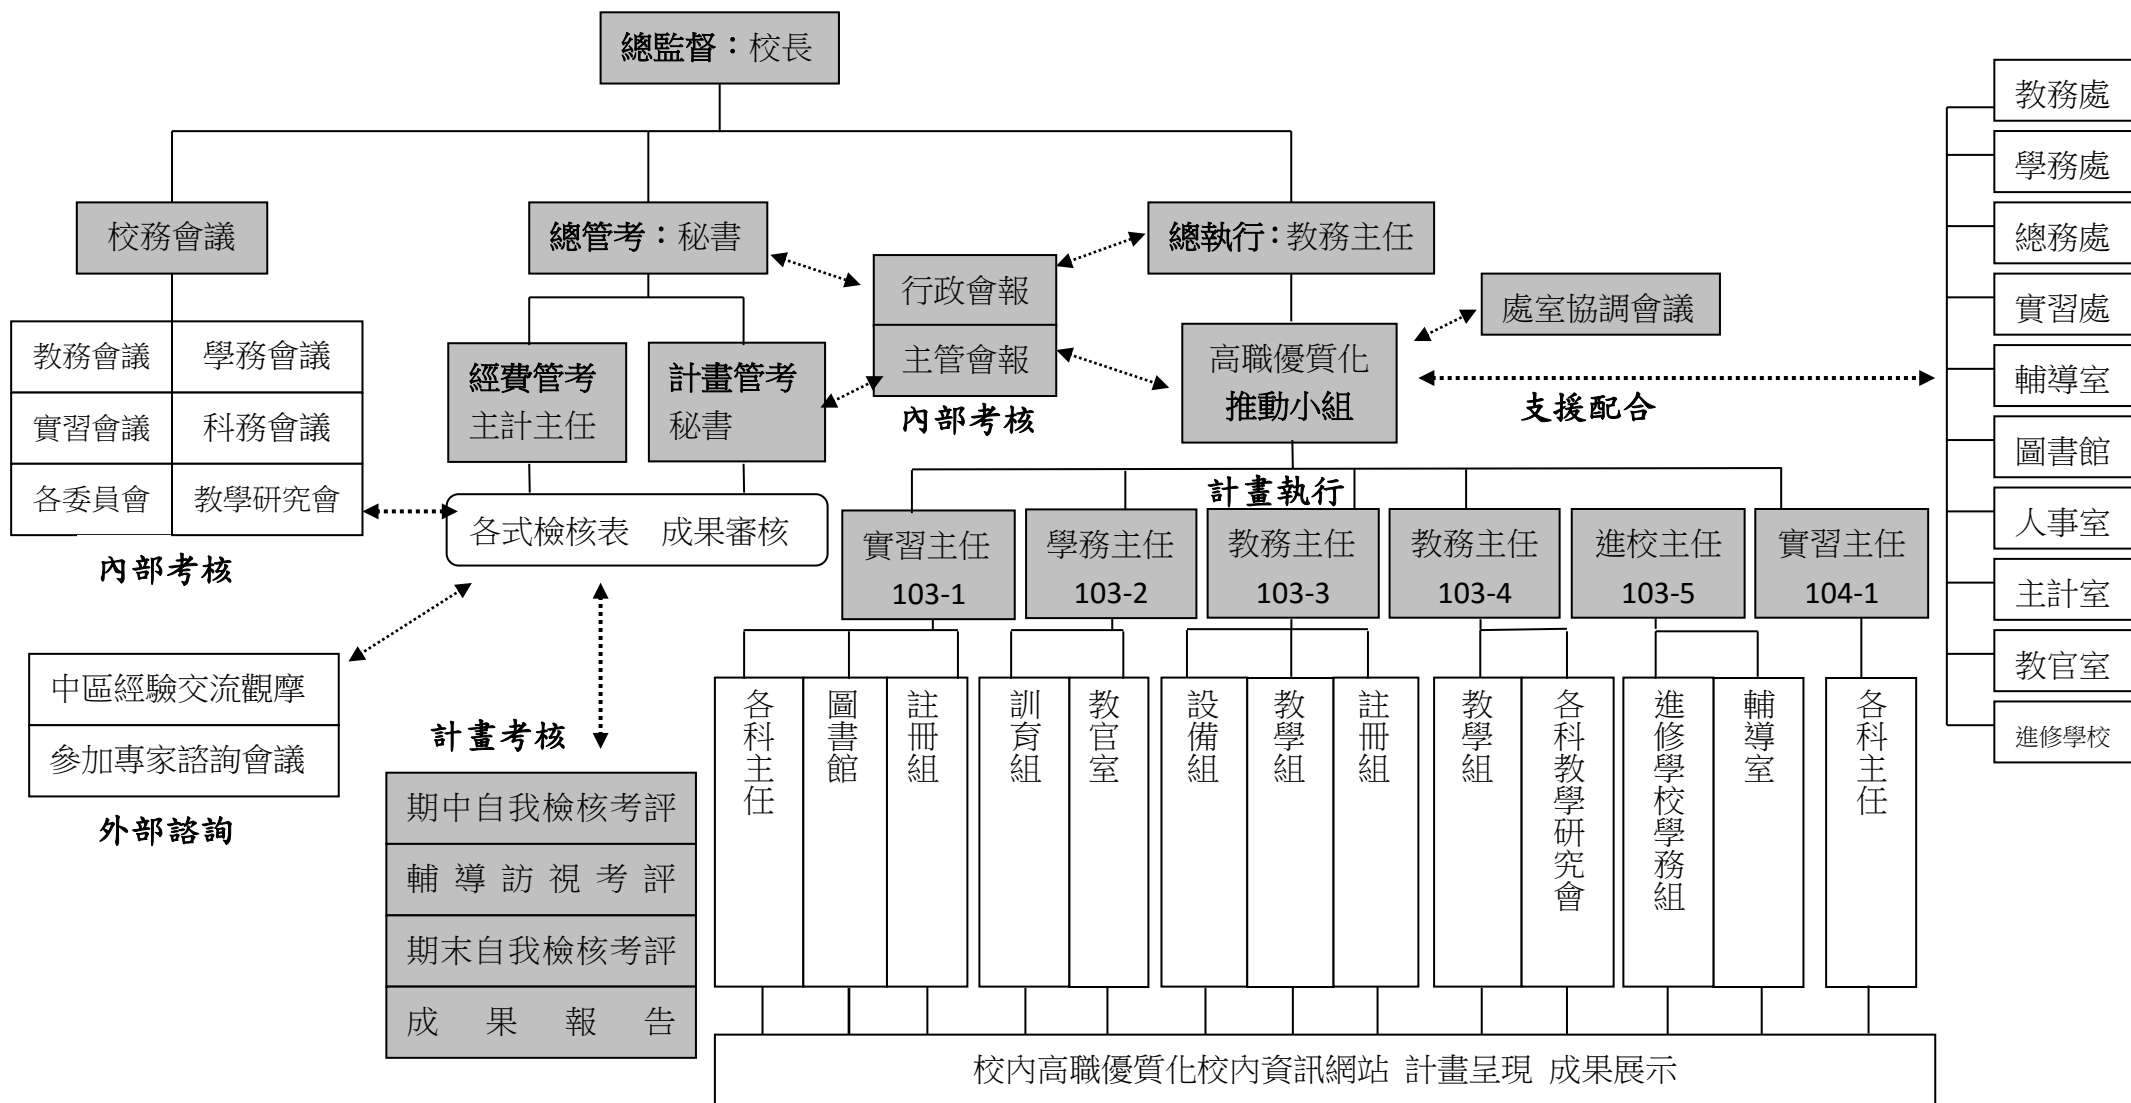 總監督：校長
校務會議
教務會議
學務會議
實習會議
科務會議
各委員會
教學研究會
內部考核
總管考：秘書
經費管考
主計主任
計畫管考
秘書
各式檢核表 成果審核
行政會報
主管會報
內部考核
總執行：教務主任
高職優質化
推動小組
處室協調會議
支援配合
教務處
學務處
總務處
實習處
輔導室
圖書館
人事室
主計室
教官室
進修學校
中區經驗交流觀摩
參加專家諮詢會議
外部諮詢
計畫考核
期中自我檢核考評
輔導訪視考評
期末自我檢核考評
成果報告
計畫執行
實習主任
103-1
學務主任
103-2
教務主任
103-3
教務主任
103-4
進校主任
103-5
實習主任
104-1
各科主任
圖書館
註冊組
訓育組
教官室
設備組
教學組
註冊組
教學組
各科教學研究會
進修學校學務組
輔導室
各科主任
校內高職優質化校內資訊網站 計畫呈現 成果展示